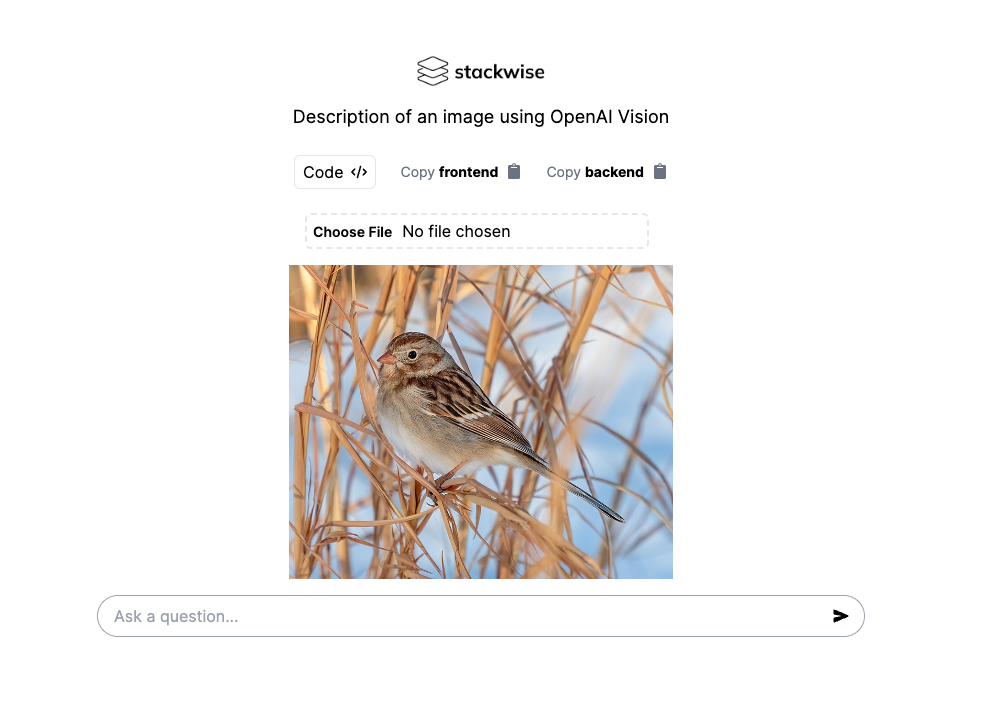 stackwise
Description of an image using OpenAI Vision
Code </> Copy frontend Copy backend
Choose File No file chosen
Ask a question...